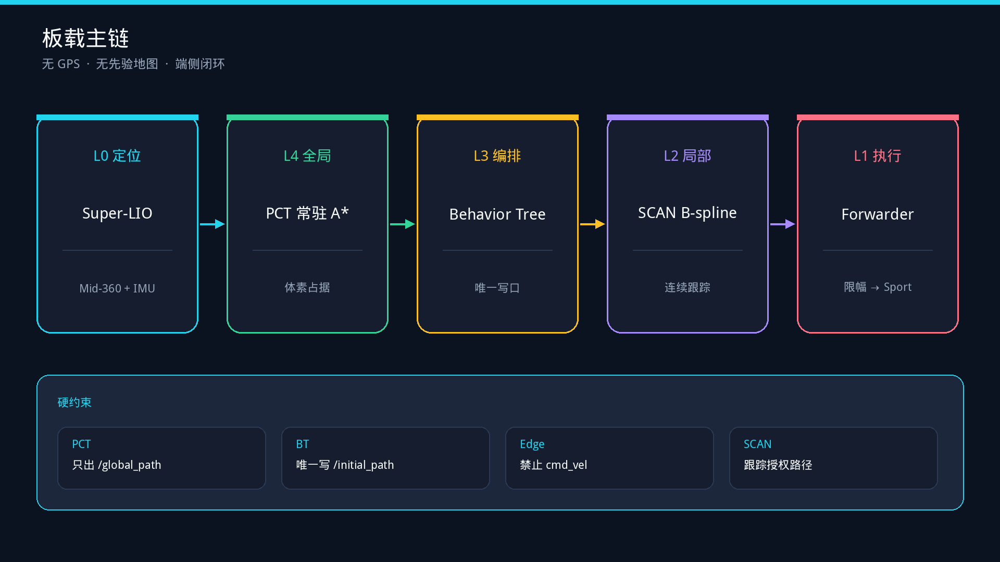 板载主链
无 GPS · 无先验地图 · 端侧闭环
L0 定位
Super-LIO
Mid-360 + IMU
L4 全局
PCT 常驻 A*
体素占据
L3 编排
Behavior Tree
唯一写口
L2 局部
SCAN B-spline
连续跟踪
L1 执行
Forwarder
限幅 → Sport
硬约束
PCT
只出 /global_path
BT
唯一写 /initial_path
Edge
禁止 cmd_vel
SCAN
跟踪授权路径